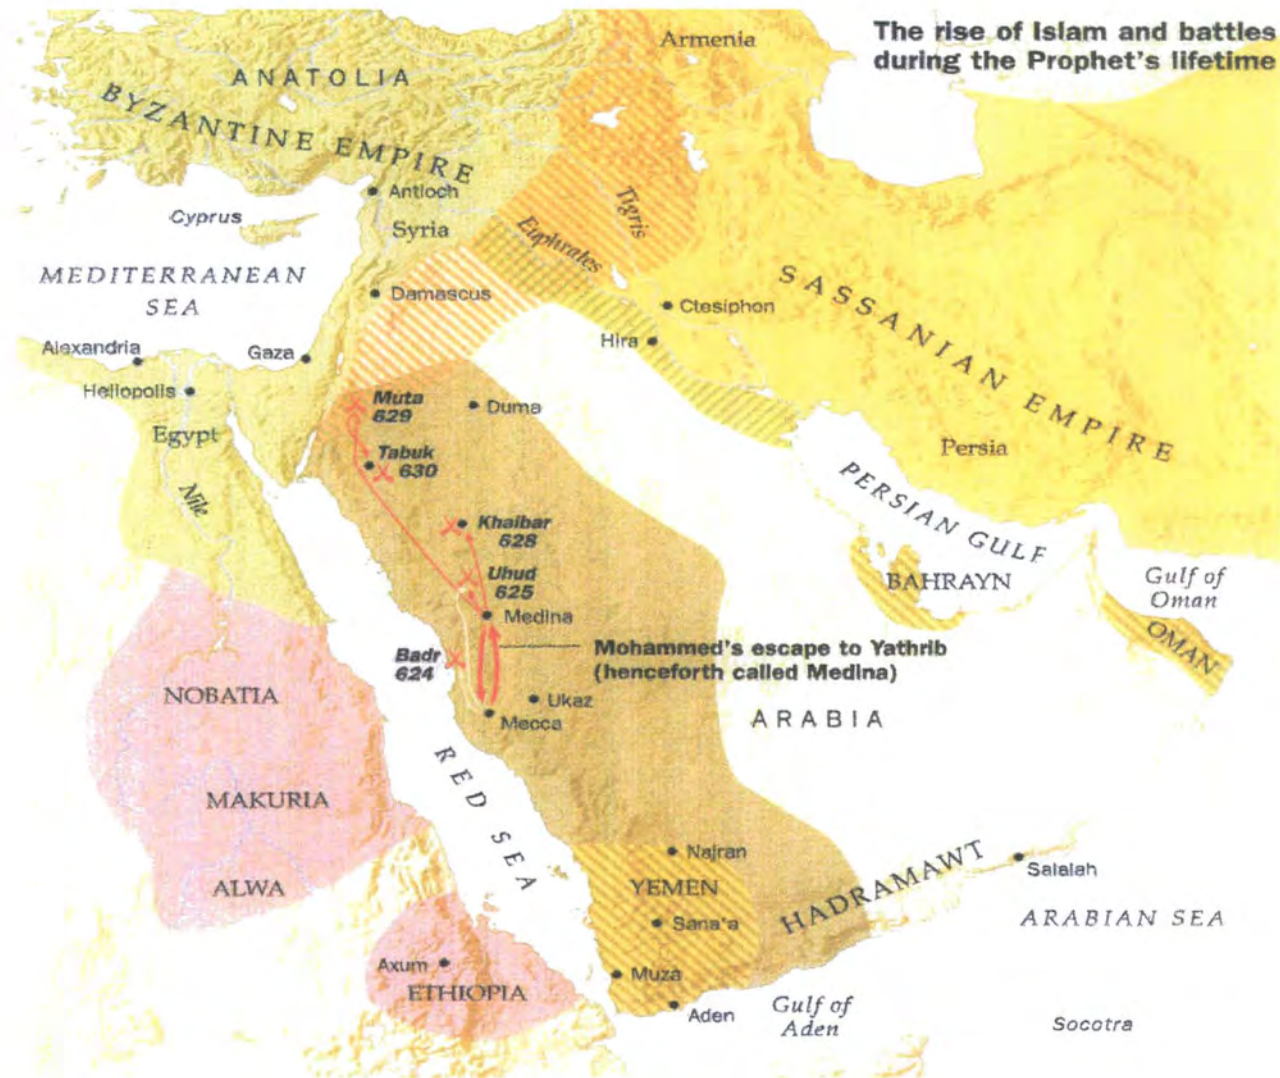 The rise of Islam and battles
during the Prophet's lifetime
Armenia
ANATOLIA
BYZANTINE EMPIRE
Antioch
Cyprus
Syria
Tigris
Euphrates
MEDITERRANEAN
SEA
Damascus
SASSANIAN EMPIRE
Ctesiphon
Hira
Alexandria
Gaza
Heliopolis
Egypt
Nile
Muta
629
Duma
Tabuk
630
Persia
PERSIAN GULF
Khaibar
628
Uhud
625
BAHRAYN
Gulf of
Oman
OMAN
Medina
Mohammed's escape to Yathrib
(henceforth called Medina)
Badr
624
NOBATIA
Ukaz
Mecca
ARABIA
RED SEA
MAKURIA
ALWA
Najran
YEMEN
HADRAMAWT
Salalah
Sana'a
ARABIAN SEA
Axum
ETHIOPIA
Muza
Aden
Gulf of
Aden
Socotra